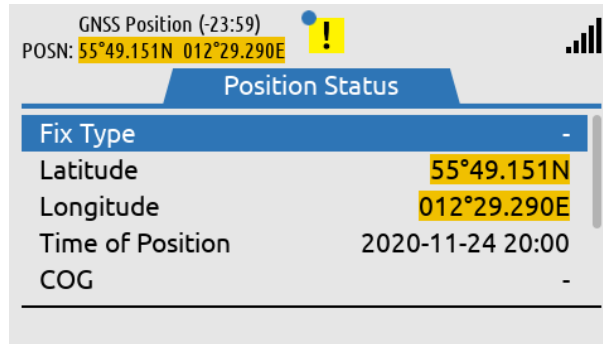 GNSS Position (-23:59)
!
POSN: 55°49.151N 012°29.290E
Position Status
Fix Type -
Latitude 55°49.151N
Longitude 012°29.290E
Time of Position 2020-11-24 20:00
COG -